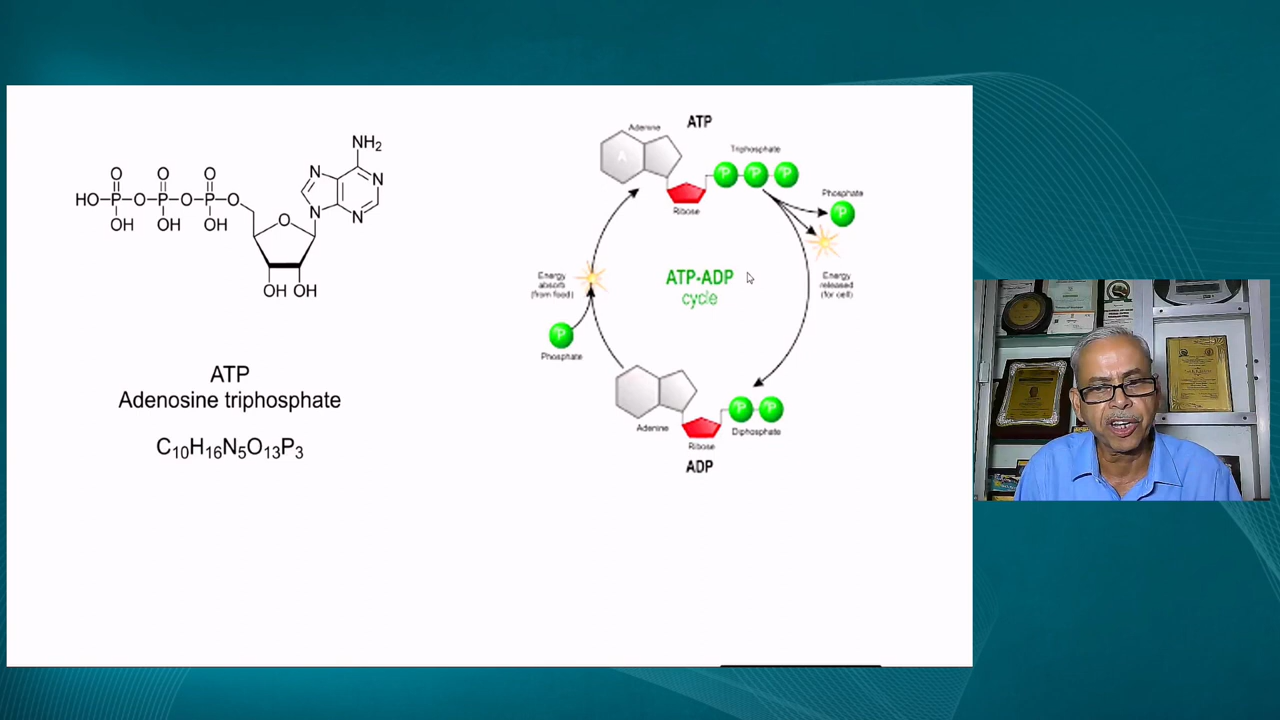 NH₂
N
N
N
N
O
O
O
HO
P
O
P
O
P
O
O
OH
OH
OH
OH OH
ATP
Adenosine triphosphate
C₁₀H₁₆N₅O₁₃P₃
ATP
Adenine
A
Triphosphate
P
P
P
Ribose
Phosphate
P
Energy
absorb
(from food)
ATP-ADP
cycle
Energy
released
(for cell)
P
Phosphate
P
P
Adenine
Diphosphate
Ribose
ADP